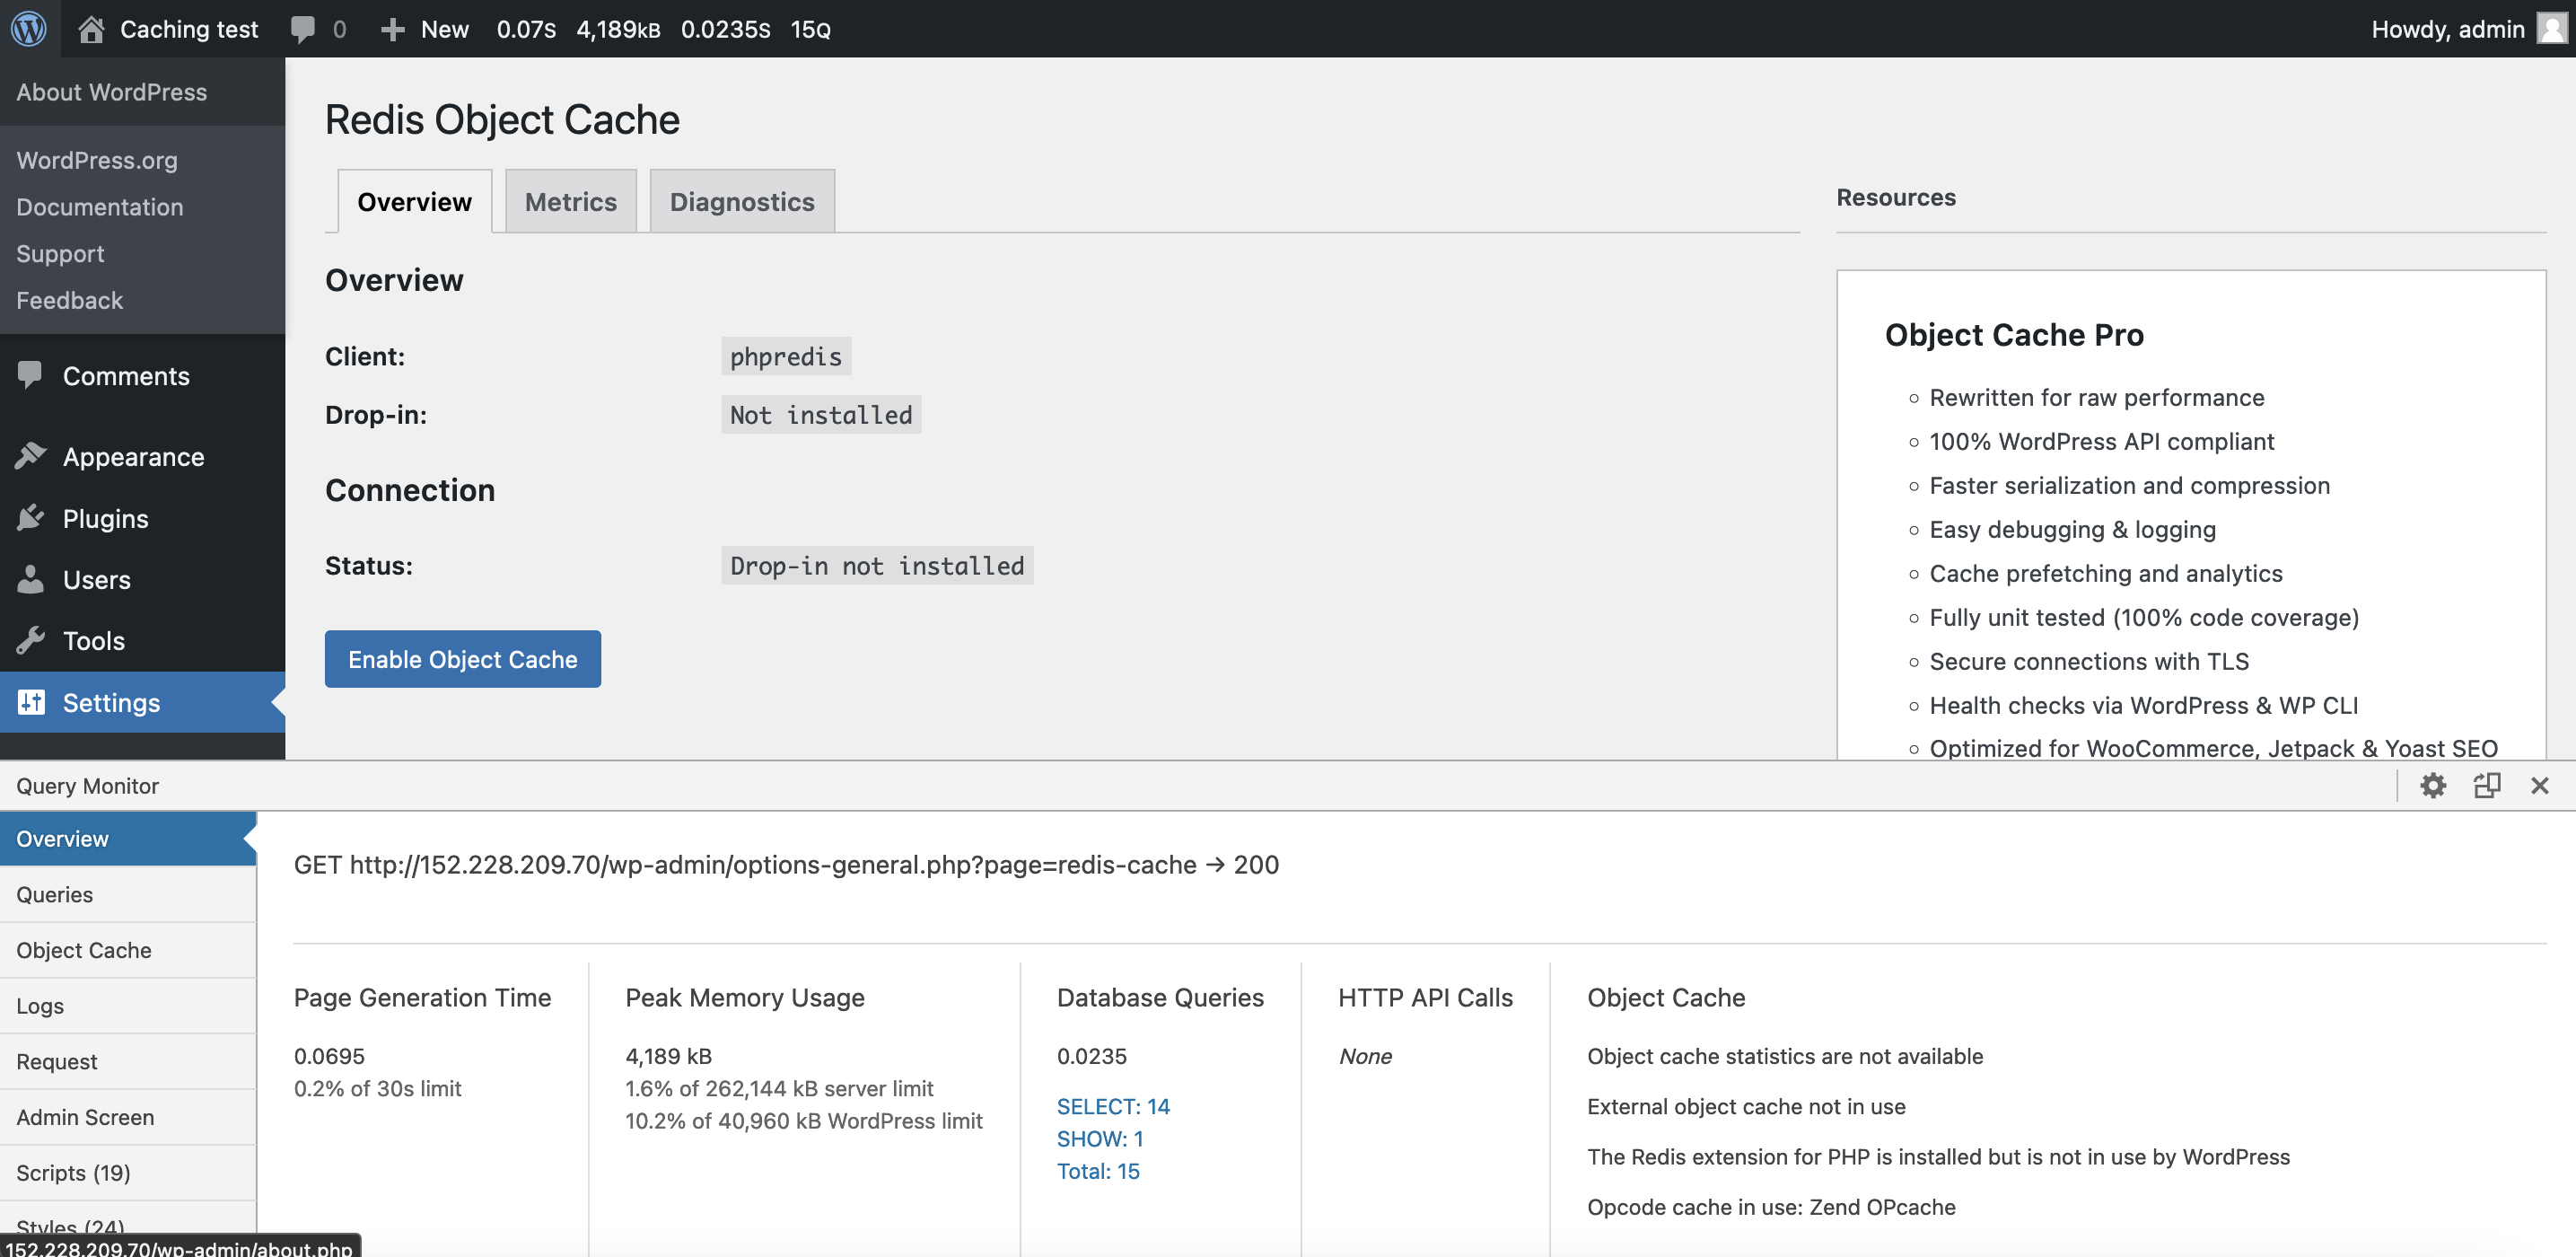 Caching test 0 New 0.07S 4,189KB 0.0235S 15Q Howdy, admin
About WordPress
WordPress.org
Documentation
Support
Feedback
Comments
Appearance
Plugins
Users
Tools
Settings
Redis Object Cache
Overview Metrics Diagnostics
Overview
Client: phpredis
Drop-in: Not installed
Connection
Status: Drop-in not installed
Enable Object Cache
Resources
Object Cache Pro
Rewritten for raw performance
100% WordPress API compliant
Faster serialization and compression
Easy debugging & logging
Cache prefetching and analytics
Fully unit tested (100% code coverage)
Secure connections with TLS
Health checks via WordPress & WP CLI
Optimized for WooCommerce, Jetpack & Yoast SEO
Query Monitor
Overview
Queries
Object Cache
Logs
Request
Admin Screen
Scripts (19)
Styles (24)
152.228.209.70/wp-admin/about.php
GET http://152.228.209.70/wp-admin/options-general.php?page=redis-cache → 200
Page Generation Time
0.0695
0.2% of 30s limit
Peak Memory Usage
4,189 kB
1.6% of 262,144 kB server limit
10.2% of 40,960 kB WordPress limit
Database Queries
0.0235
SELECT: 14
SHOW: 1
Total: 15
HTTP API Calls
None
Object Cache
Object cache statistics are not available
External object cache not in use
The Redis extension for PHP is installed but is not in use by WordPress
Opcode cache in use: Zend OPcache